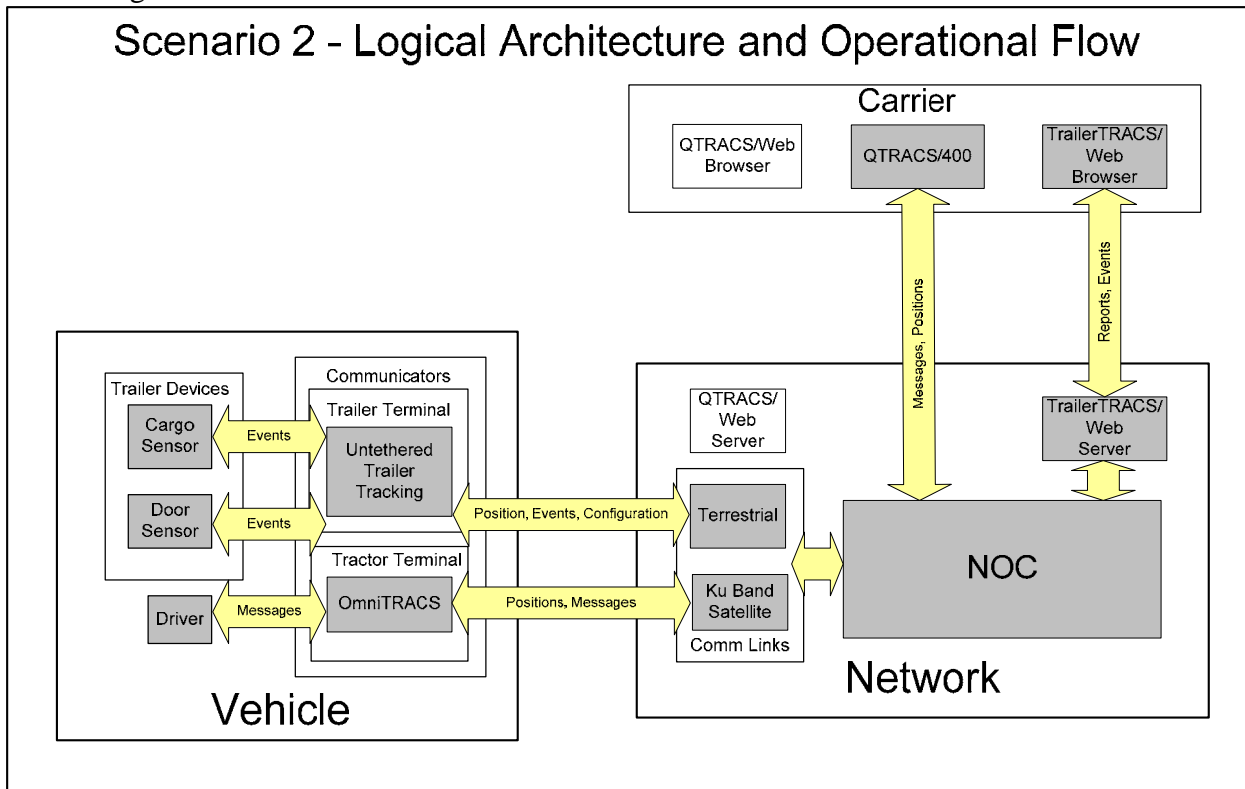 Scenario 2 - Logical Architecture and Operational Flow
Carrier
QTRACS/Web
Browser
QTRACS/400
TrailerTRACS/
Web
Browser
Messages, Positions
Reports, Events
Vehicle
Trailer Devices
Cargo
Sensor
Door
Sensor
Driver
Events
Events
Messages
Communicators
Trailer Terminal
Untethered
Trailer
Tracking
Tractor Terminal
OmniTRACS
Position, Events, Configuration
Positions, Messages
QTRACS/
Web
Server
TrailerTRACS/
Web
Server
Terrestrial
Ku Band
Satellite
Comm Links
NOC
Network